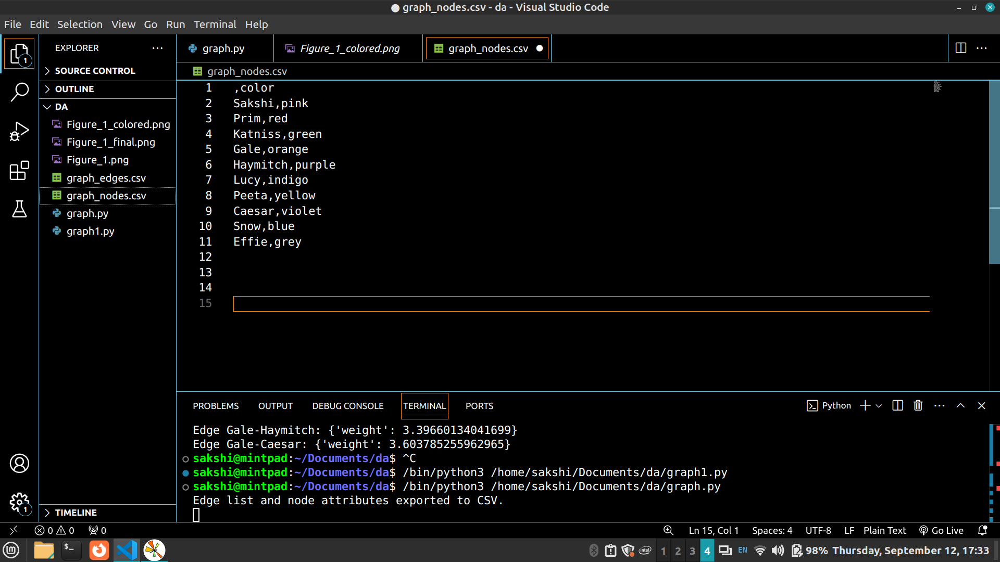 graph_nodes.csv - da - Visual Studio Code
File Edit Selection View Go Run Terminal Help
EXPLORER
1
SOURCE CONTROL
OUTLINE
DA
Figure_1_colored.png
Figure_1_final.png
Figure_1.png
graph_edges.csv
graph_nodes.csv
graph.py
graph1.py
TIMELINE
1
graph.py Figure_1_colored.png graph_nodes.csv
graph_nodes.csv
1 ,color
2 Sakshi,pink
3 Prim,red
4 Katniss,green
5 Gale,orange
6 Haymitch,purple
7 Lucy,indigo
8 Peeta,yellow
9 Caesar,violet
10 Snow,blue
11 Effie,grey
12
13
14
15
PROBLEMS OUTPUT DEBUG CONSOLE TERMINAL PORTS Python
Edge Gale-Haymitch: {'weight': 3.39660134041699}
Edge Gale-Caesar: {'weight': 3.603785255962965}
sakshi@mintpad:~/Documents/da$ ^C
sakshi@mintpad:~/Documents/da$ /bin/python3 /home/sakshi/Documents/da/graph1.py
sakshi@mintpad:~/Documents/da$ /bin/python3 /home/sakshi/Documents/da/graph.py
Edge list and node attributes exported to CSV.
0 0 0 Ln 15, Col 1 Spaces: 4 UTF-8 LF Plain Text Go Live
$_ intel 1 2 3 4 EN 98% Thursday, September 12, 17:33